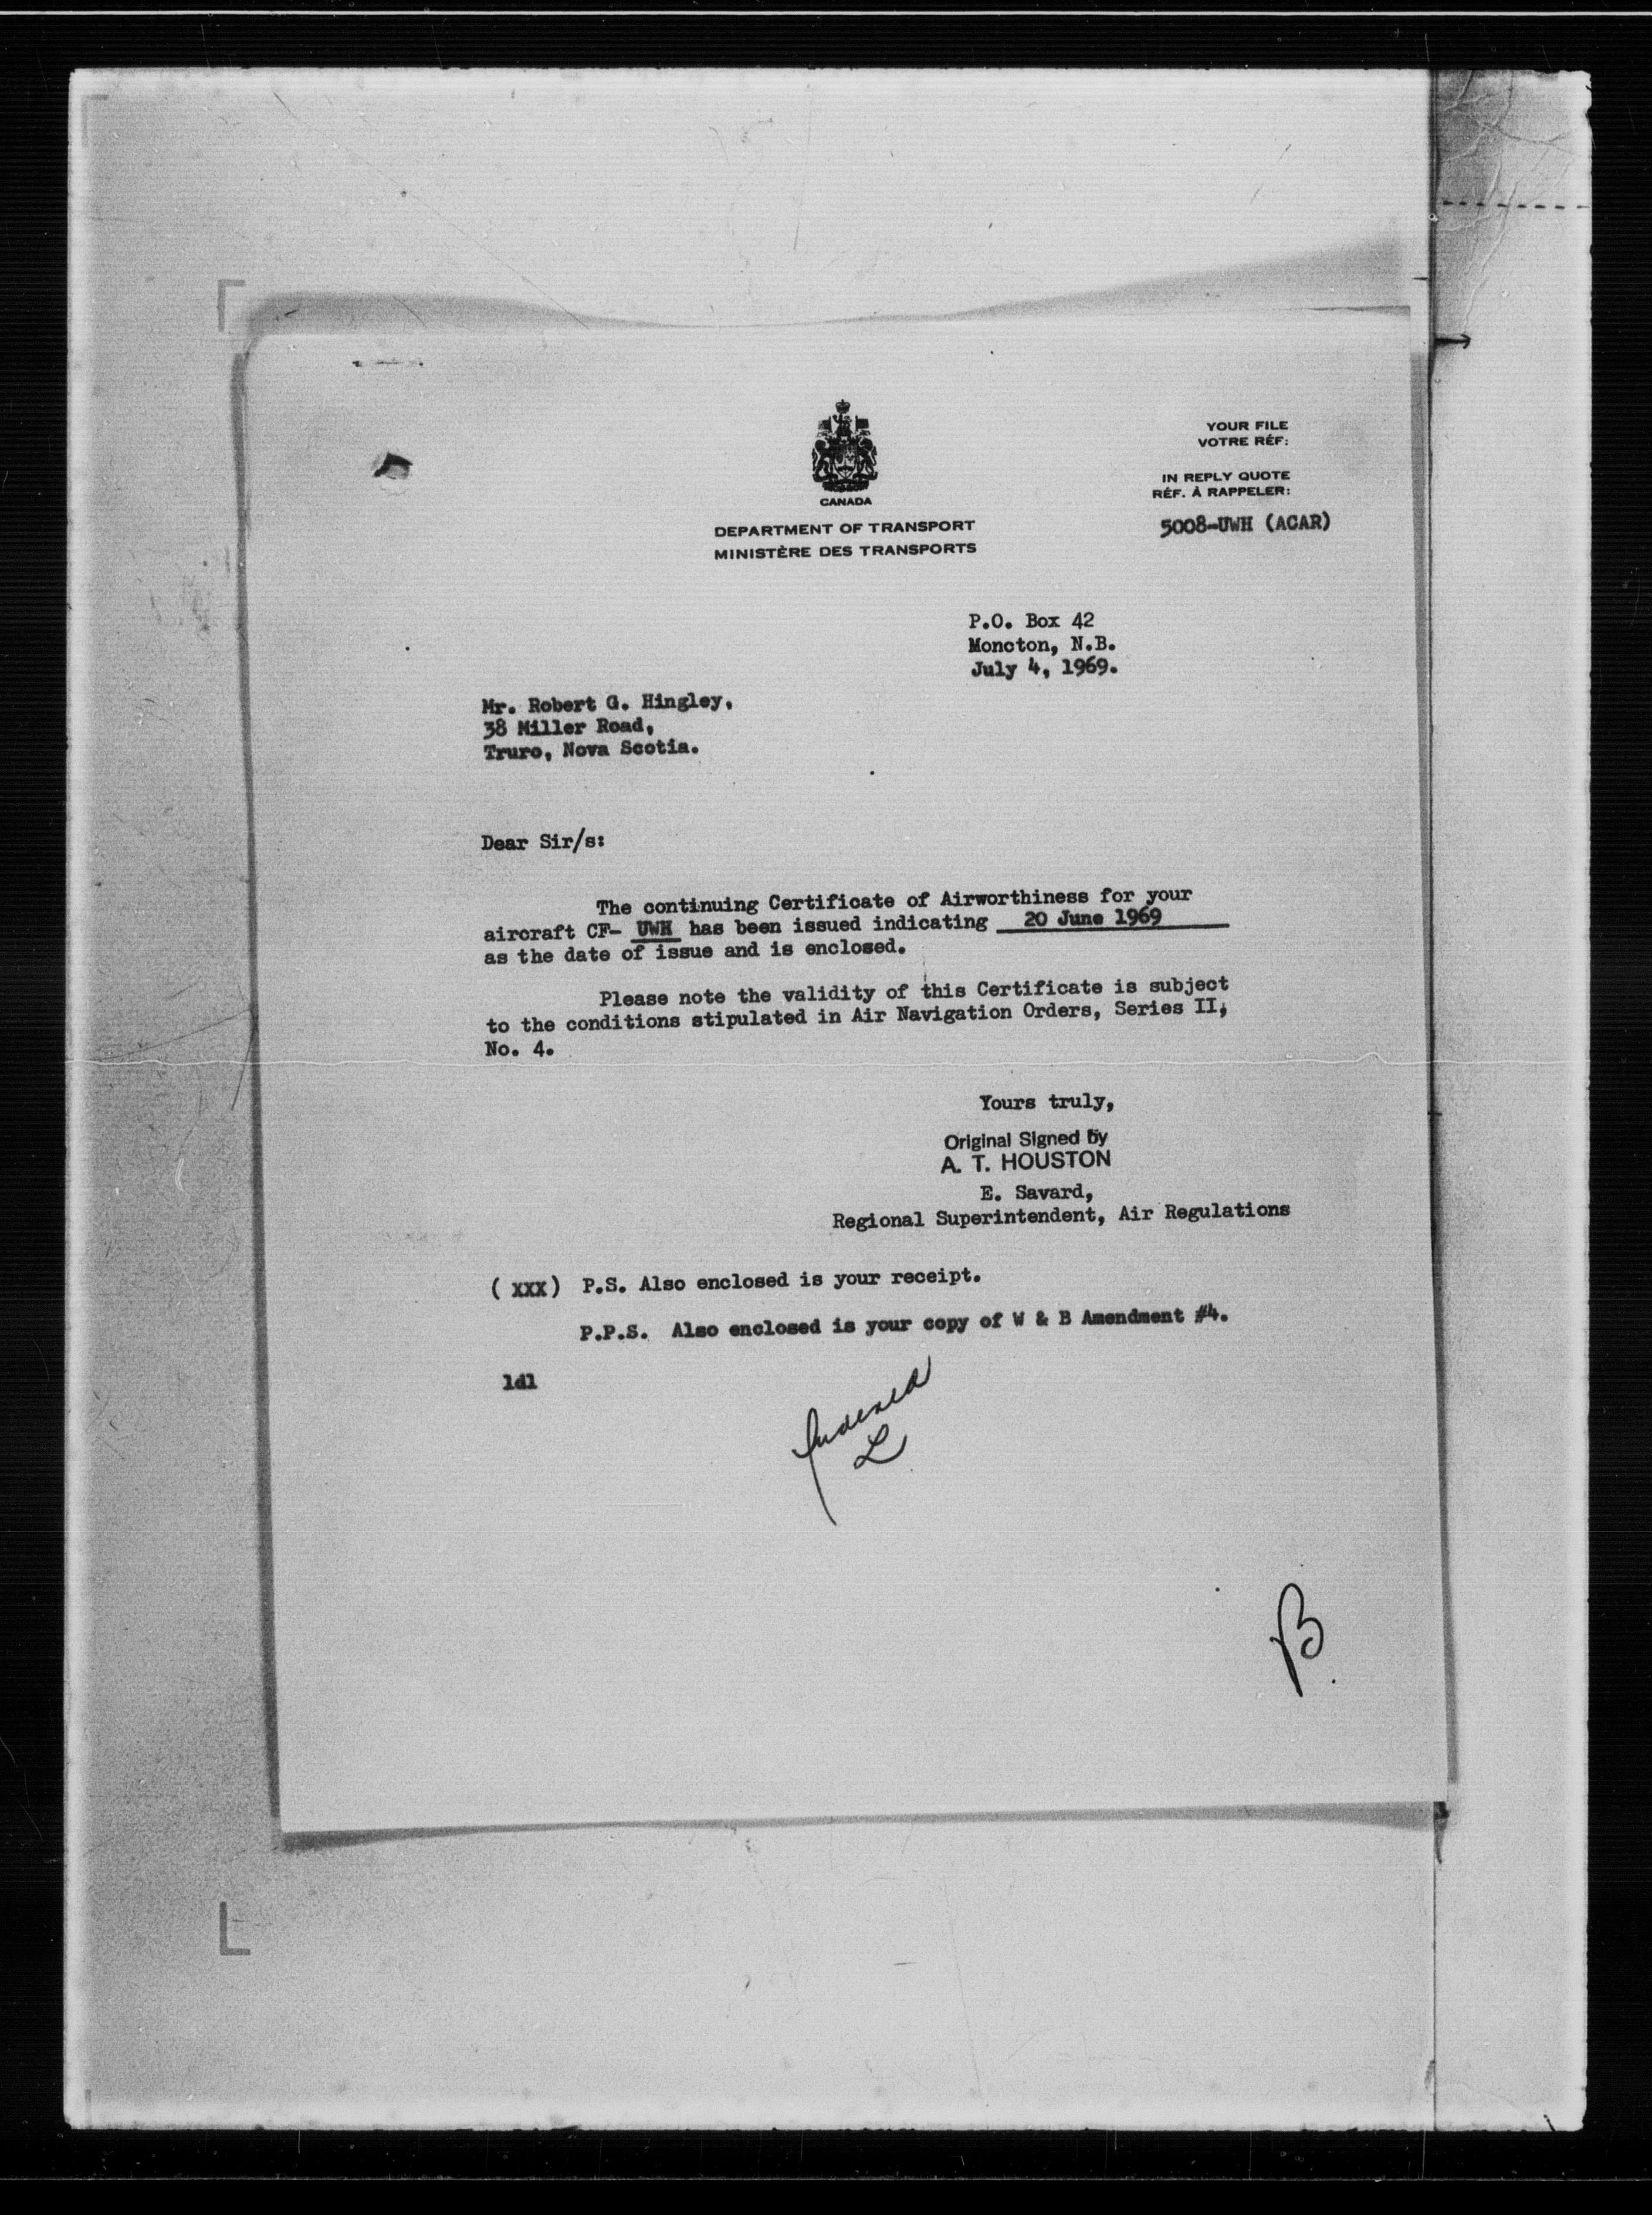 CANADA
DEPARTMENT OF TRANSPORT
MINISTÈRE DES TRANSPORTS
YOUR FILE
VOTRE RÉF:
IN REPLY QUOTE
RÉF. À RAPPELER:
5008-UWH (ACAR)
P.O. Box 42
Moncton, N.B.
July 4, 1969.
Mr. Robert G. Hingley,
38 Miller Road,
Truro, Nova Scotia.
Dear Sir/s:
The continuing Certificate of Airworthiness for your
aircraft CF- UWH has been issued indicating 20 June 1969
as the date of issue and is enclosed.
Please note the validity of this Certificate is subject
to the conditions stipulated in Air Navigation Orders, Series II,
No. 4.
Yours truly,
Original Signed by
A. T. HOUSTON
E. Savard,
Regional Superintendent, Air Regulations
( XXX ) P.S. Also enclosed is your receipt.
P.P.S. Also enclosed is your copy of W & B Amendment #4.
ldl
Indexed
L
B